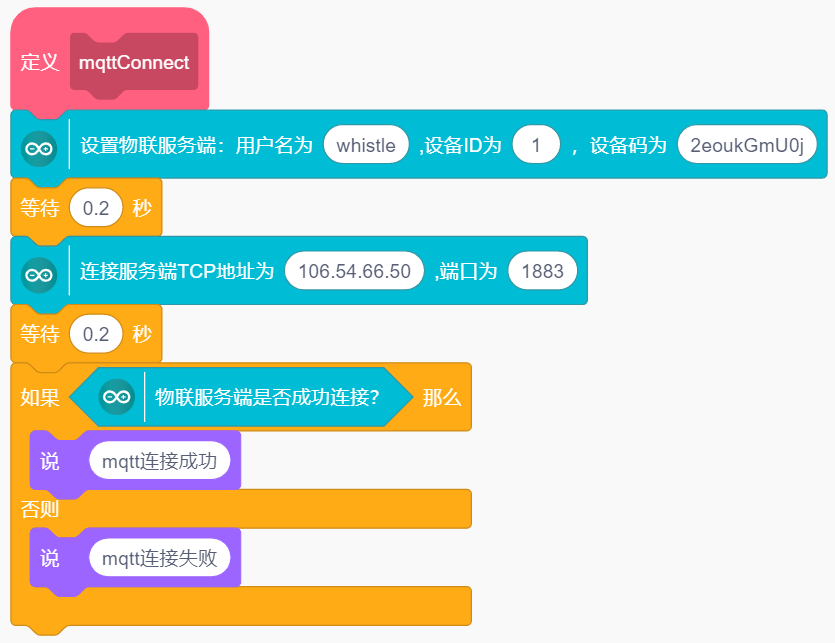 定义 mqttConnect
设置物联服务端：用户名为 whistle ,设备ID为 1 ，设备码为 2eoukGmU0j
等待 0.2 秒
连接服务端TCP地址为 106.54.66.50 ,端口为 1883
等待 0.2 秒
如果 物联服务端是否成功连接? 那么
说 mqtt连接成功
否则
说 mqtt连接失败